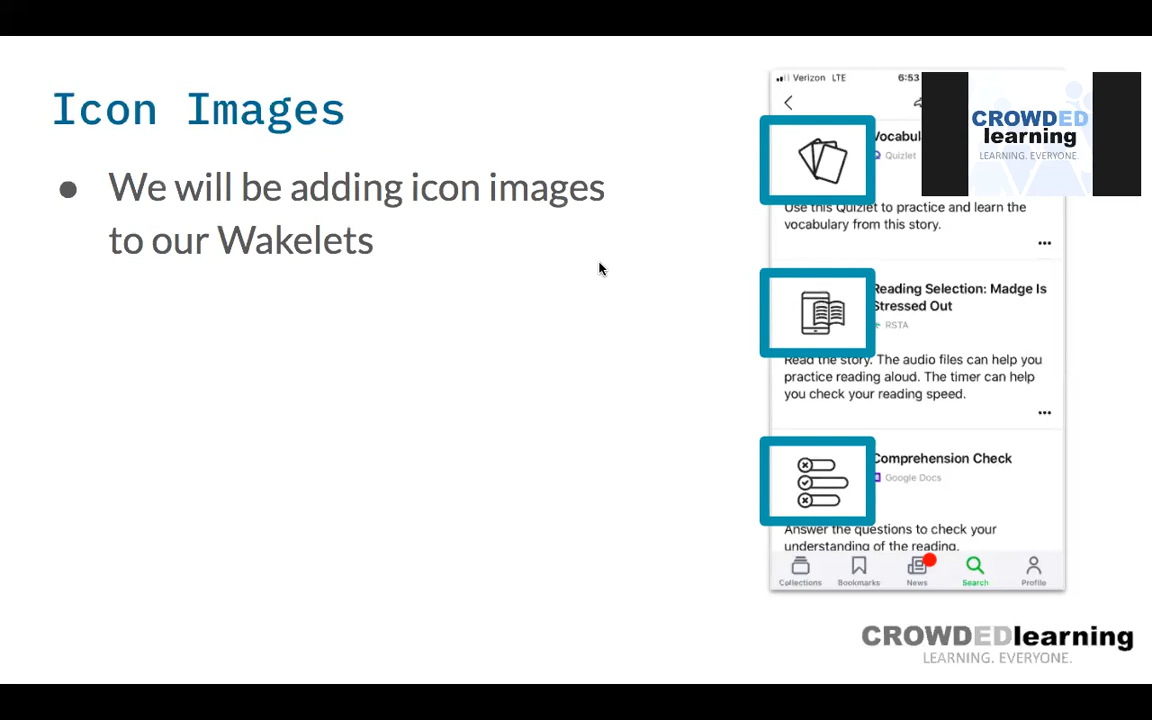 Icon Images
● We will be adding icon images
to our Wakelets
Verizon LTE 6:53
CROWDED
learning
LEARNING. EVERYONE.
Quizlet
Use this Quizlet to practice and learn the
vocabulary from this story.
•••
Reading Selection: Madge Is
Stressed Out
RSTA
Read the story. The audio files can help you
practice reading aloud. The timer can help
you check your reading speed.
•••
Comprehension Check
Google Docs
Answer the questions to check your
understanding of the reading.
Collections Bookmarks News Search Profile
CROWDEDlearning
LEARNING. EVERYONE.